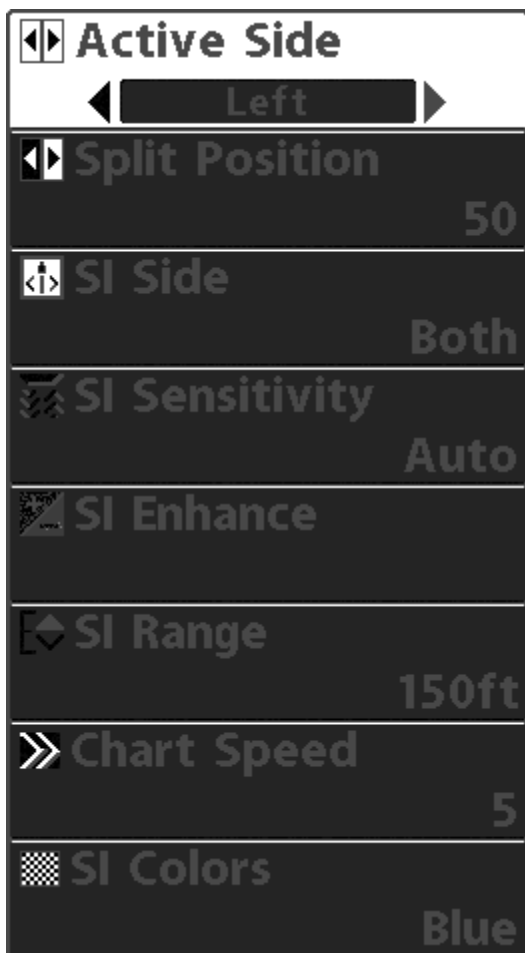 Active Side
Left
Split Position
50
SI Side
Both
SI Sensitivity
Auto
SI Enhance
SI Range
150ft
Chart Speed
5
SI Colors
Blue